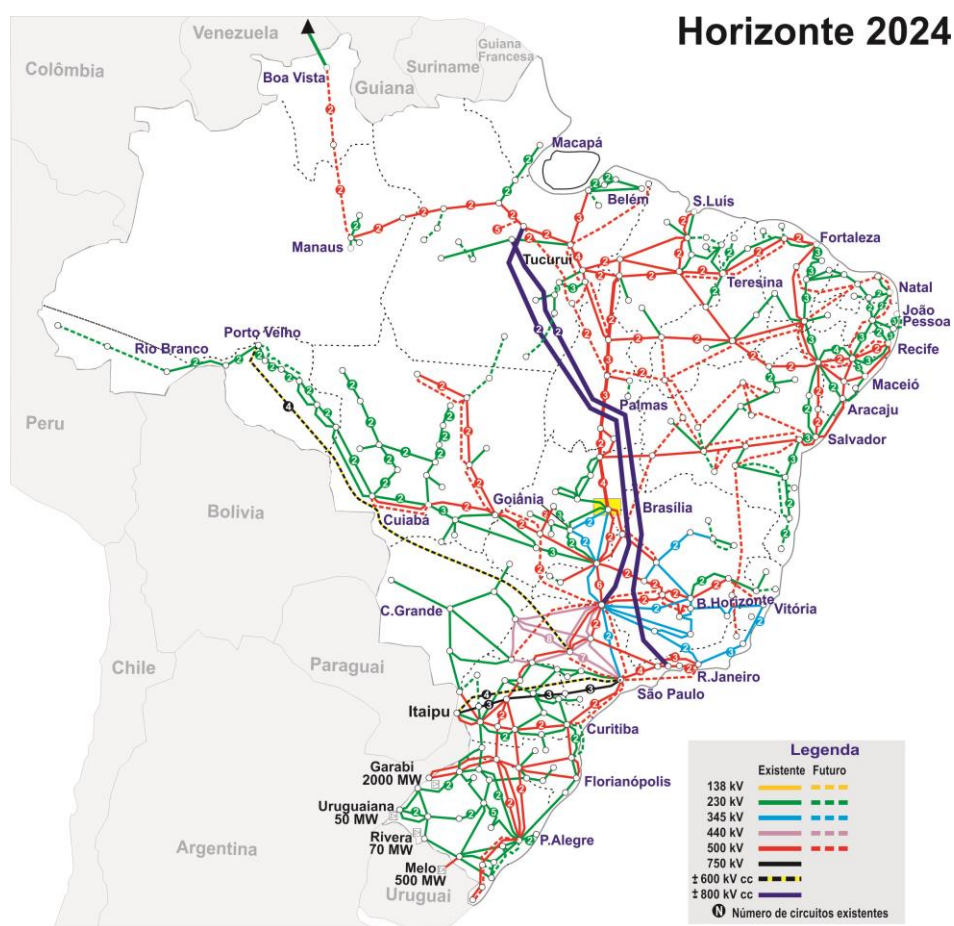 Horizonte 2024
Venezuela
Guiana
Francesa
Suriname
Colômbia
Boa Vista
Guiana
Macapá
Belém
S.Luís
Manaus
Fortaleza
Tucuruí
Teresina
Natal
João
Pessoa
Porto Velho
Rio Branco
Recife
Maceió
Palmas
Aracaju
Peru
Salvador
Goiânia
Brasília
Bolívia
Cuiabá
B.Horizonte
Vitória
C.Grande
Chile
Paraguai
R.Janeiro
São Paulo
Itaipu
Curitiba
Garabi
2000 MW
Florianópolis
Uruguaiana
50 MW
Rivera
70 MW
P.Alegre
Argentina
Melo
500 MW
Uruguai
Legenda
Existente Futuro
138 kV
230 kV
345 kV
440 kV
500 kV
750 kV
±600 kV cc
±800 kV cc
N Número de circuitos existentes